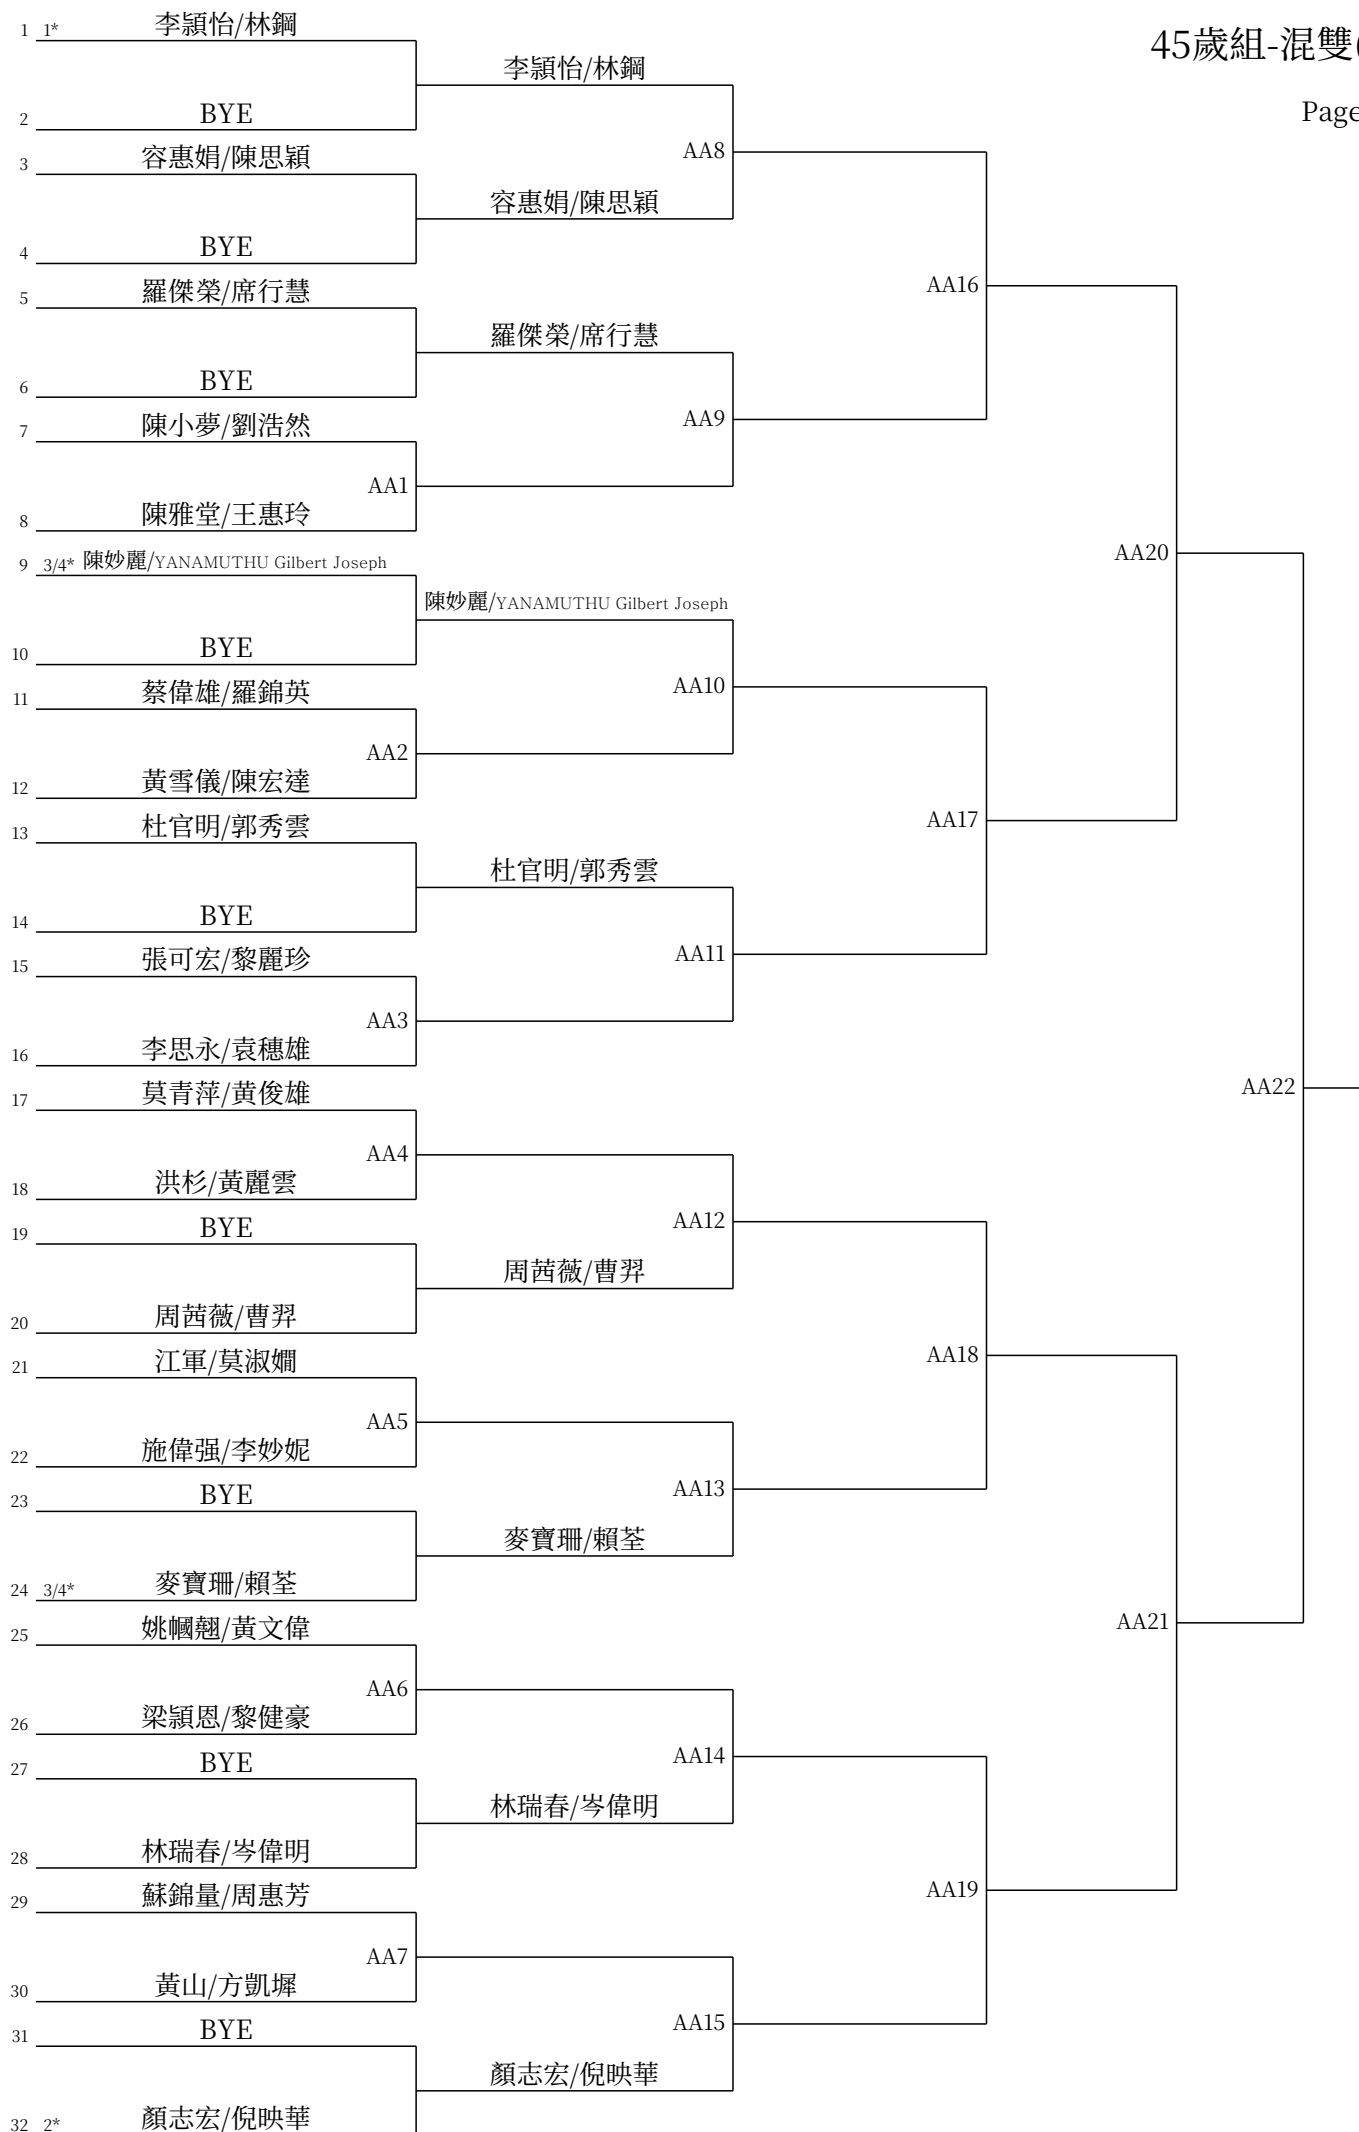 45歲組-混雙(
Page
1 1* 李頴怡/林鋼
李頴怡/林鋼
2 BYE
3 容惠娟/陳思穎
AA8
容惠娟/陳思穎
4 BYE
AA16
5 羅傑榮/席行慧
羅傑榮/席行慧
6 BYE
AA9
7 陳小夢/劉浩然
AA1
8 陳雅堂/王惠玲
AA20
9 3/4* 陳妙麗/YANAMUTHU Gilbert Joseph
陳妙麗/YANAMUTHU Gilbert Joseph
10 BYE
AA10
11 蔡偉雄/羅錦英
AA2
12 黃雪儀/陳宏達
AA17
13 杜官明/郭秀雲
杜官明/郭秀雲
14 BYE
AA11
15 張可宏/黎麗珍
AA3
16 李思永/袁穗雄
AA22
17 莫青萍/黄俊雄
AA4
18 洪杉/黃麗雲
AA12
19 BYE
周茜薇/曹羿
20 周茜薇/曹羿
AA18
21 江軍/莫淑嫺
AA5
22 施偉强/李妙妮
AA13
23 BYE
麥寶珊/賴荃
24 3/4* 麥寶珊/賴荃
AA21
25 姚幗翹/黃文偉
AA6
26 梁頴恩/黎健豪
AA14
27 BYE
林瑞春/岑偉明
28 林瑞春/岑偉明
AA19
29 蘇錦量/周惠芳
AA7
30 黃山/方凱墀
AA15
31 BYE
顏志宏/倪映華
32 2* 顏志宏/倪映華